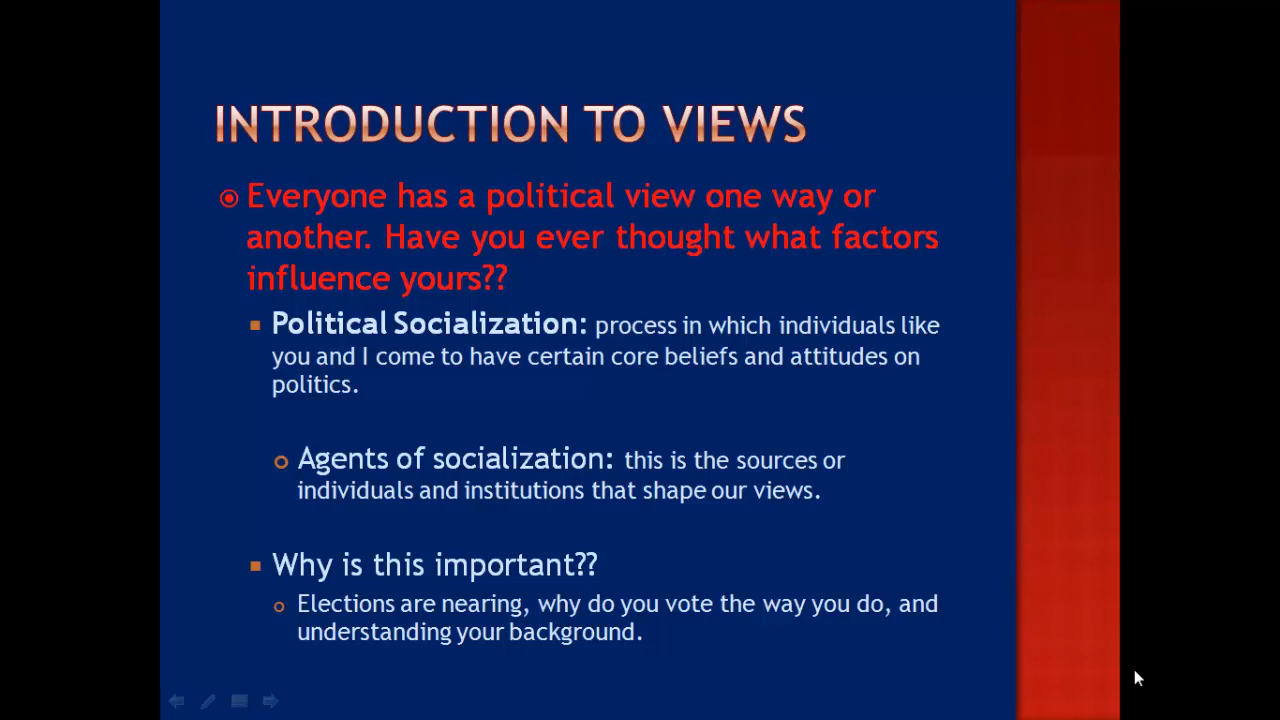 INTRODUCTION TO VIEWS
Everyone has a political view one way or
another. Have you ever thought what factors
influence yours??
Political Socialization: process in which individuals like
you and I come to have certain core beliefs and attitudes on
politics.
Agents of socialization: this is the sources or
individuals and institutions that shape our views.
Why is this important??
Elections are nearing, why do you vote the way you do, and
understanding your background.